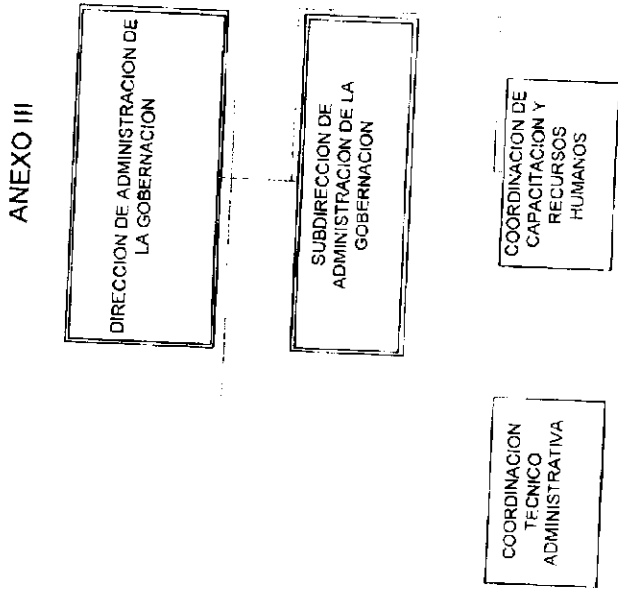 ANEXO III
DIRECCION DE ADMINISTRACION DE
LA GOBERNACION
SUBDIRECCION DE
ADMINISTRACION DE LA
GOBERNACION
COORDINACION
TECNICO
ADMINISTRATIVA
COORDINACION DE
CAPACITACION Y
RECURSOS
HUMANOS